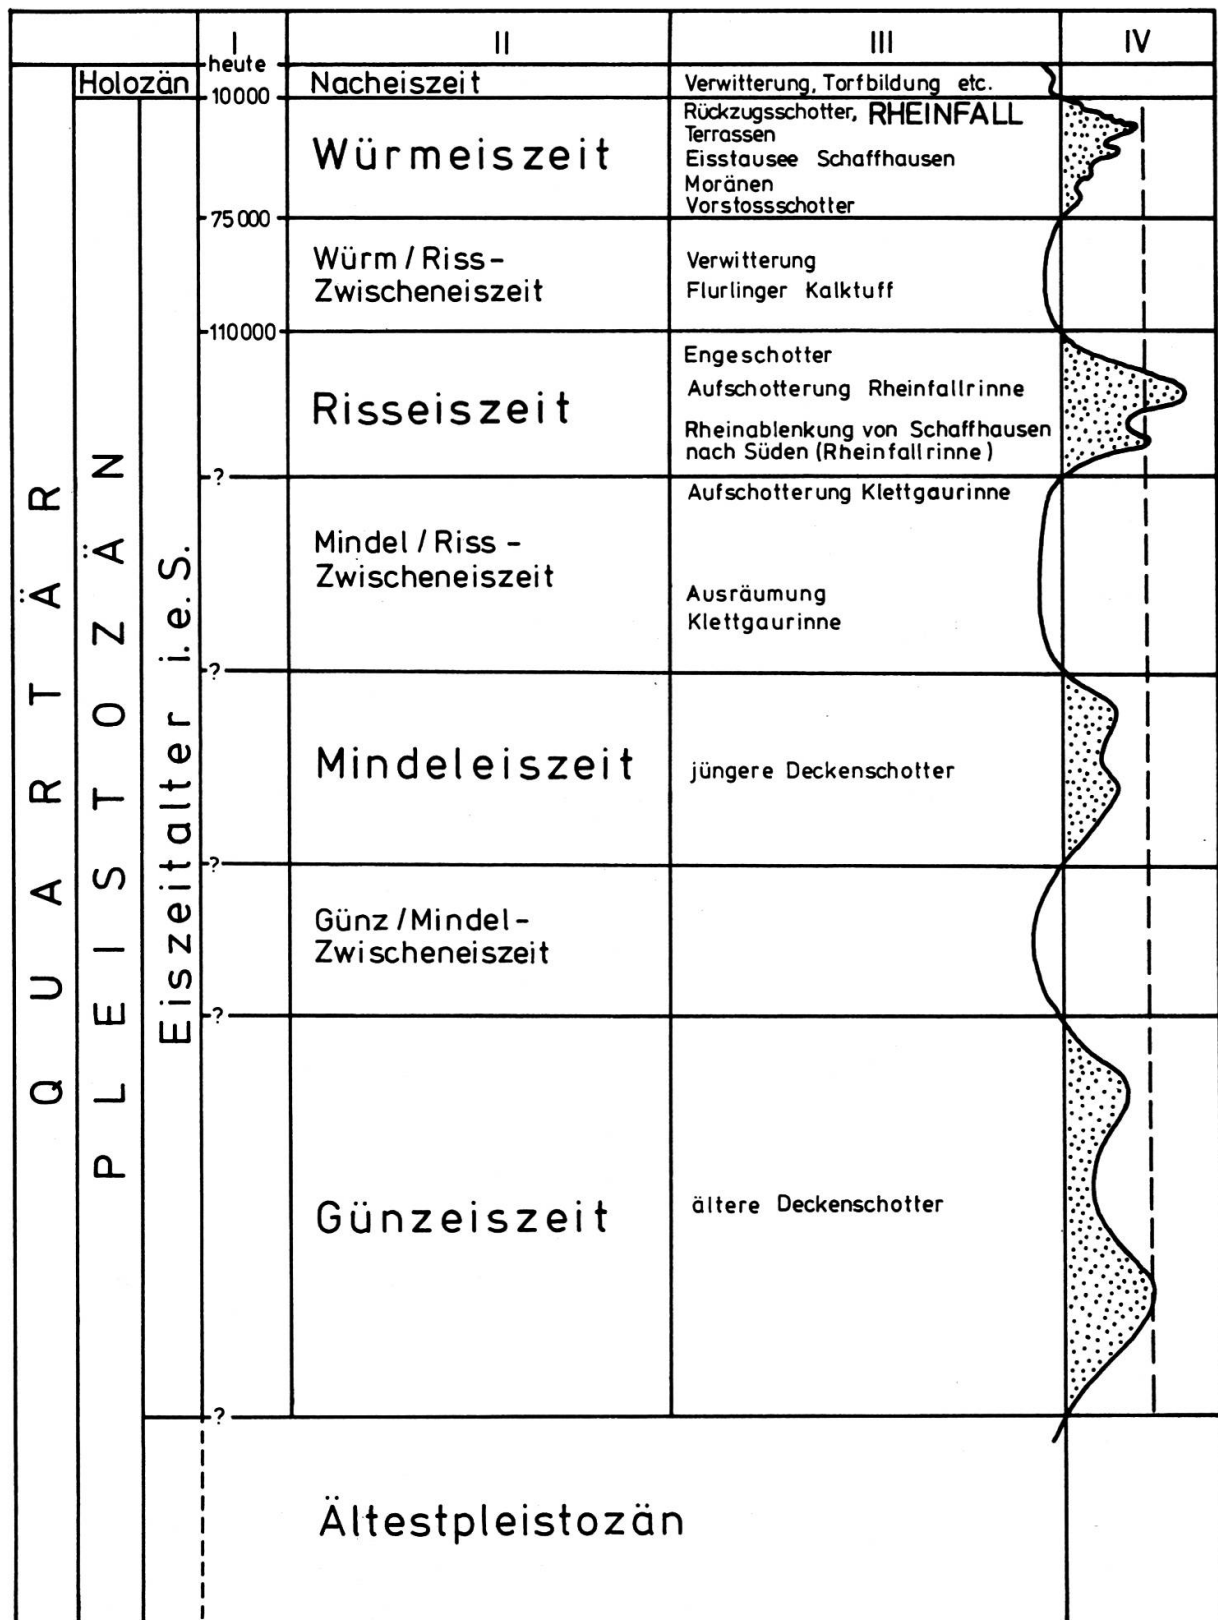 I
II
III
IV
heute
Holozän
Nacheiszeit
Verwitterung, Torfbildung etc.
10000
Würmeiszeit
Rückzugsschotter, RHEINFALL
Terrassen
Eisstausee Schaffhausen
Moränen
Vorstossschotter
75000
Würm / Riss -
Zwischeneiszeit
Verwitterung
Flurlinger Kalktuff
110000
Risseiszeit
Engeschotter
Aufschotterung Rheinfallrinne
Rheinablenkung von Schaffhausen
nach Süden (Rheinfallrinne)
?
Mindel / Riss -
Zwischeneiszeit
Aufschotterung Klettgaurinne
Ausräumung
Klettgaurinne
?
Mindeleiszeit
jüngere Deckenschotter
?
Günz / Mindel -
Zwischeneiszeit
?
Günzeiszeit
ältere Deckenschotter
?
Ältestpleistozän
QUARTÄR
PLEISTOZÄN
Eiszeitalter i.e.S.